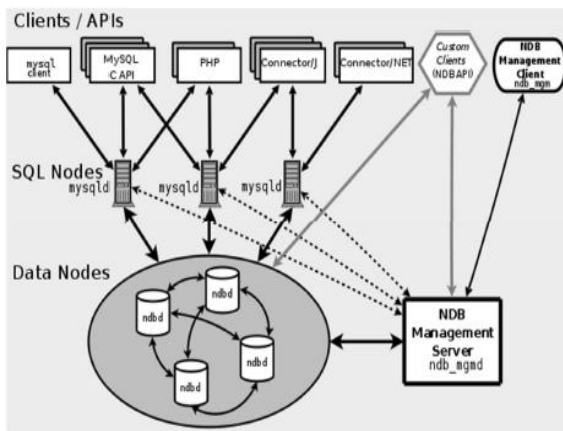 Clients / APIs
mysql
client
MySQL
C API
PHP
Connector/J
Connector/NET
Custom
Clients
(NDBAPI)
NDB
Management
Client
ndb_mgm
SQL Nodes
mysqld
mysqld
mysqld
Data Nodes
ndbd
ndbd
ndbd
ndbd
NDB
Management
Server
ndb_mgmd